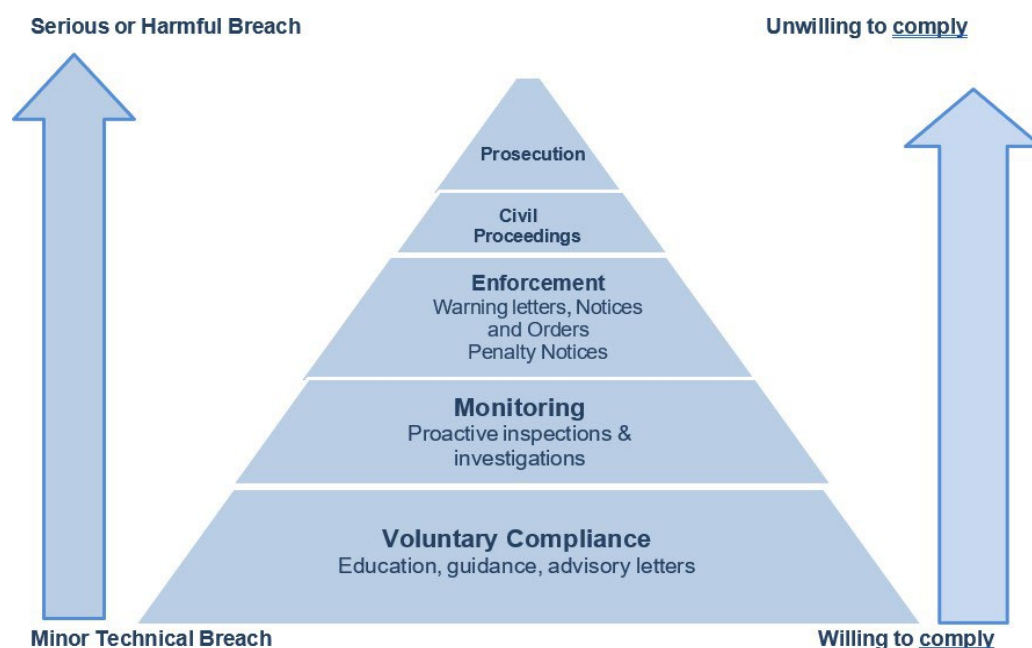 Serious or Harmful Breach
Unwilling to comply
Prosecution
Civil
Proceedings
Enforcement
Warning letters, Notices
and Orders
Penalty Notices
Monitoring
Proactive inspections &
investigations
Voluntary Compliance
Education, guidance, advisory letters
Minor Technical Breach
Willing to comply